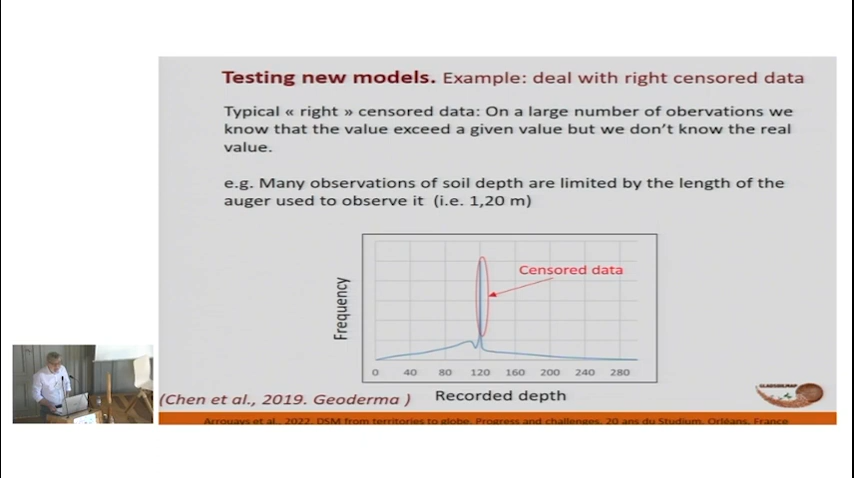 Testing new models. Example: deal with right censored data
Typical « right » censored data: On a large number of obervations we
know that the value exceed a given value but we don't know the real
value.
e.g. Many observations of soil depth are limited by the length of the
auger used to observe it (i.e. 1,20 m)
Censored data
Frequency
0 40 80 120 160 200 240 280
Recorded depth
(Chen et al., 2019. Geoderma )
GLADSOILMAP
Arrouays et al., 2022. DSM from territories to globe. Progress and challenges. 20 ans du Studium. Orléans, France